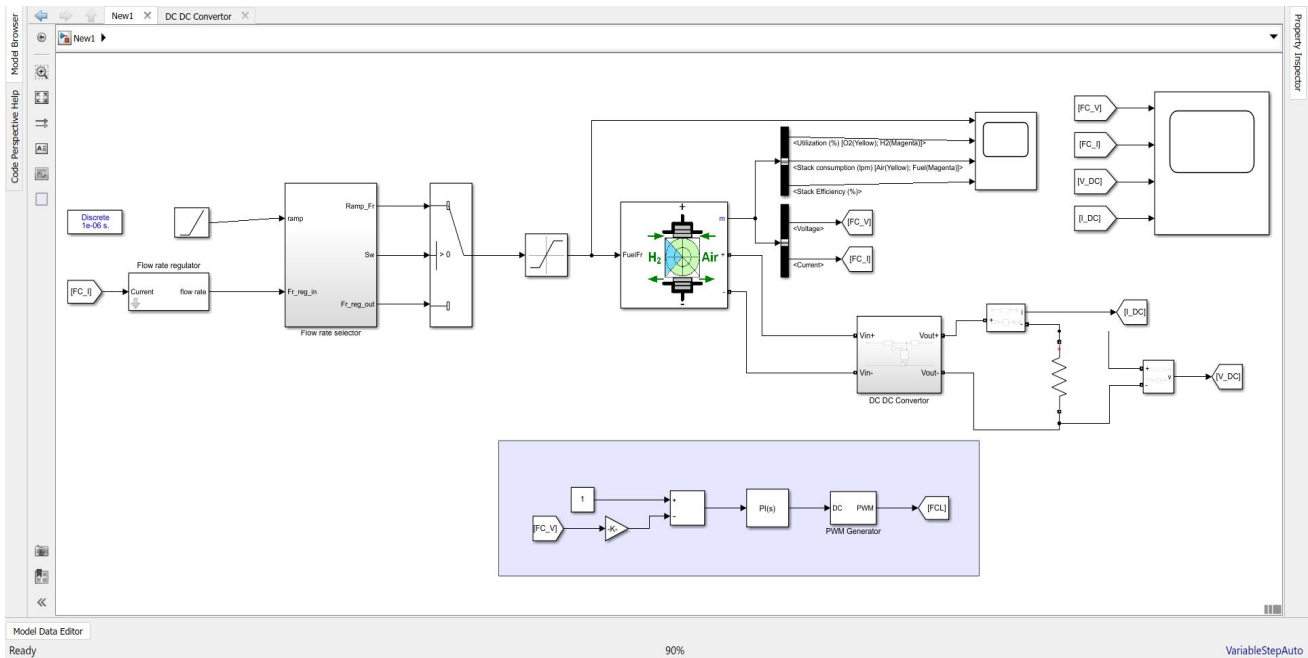 New1 × DC DC Convertor ×
Model Browser
Code Perspective Help
Property Inspector
New1
Discrete
1e-06 s.
Flow rate regulator
[FC_I]
Current
flow rate
ramp
Fr_reg_in
Ramp_Fr
Sw
Fr_reg_out
Flow rate selector
> 0
FuelFr
+
H2
Air
-
m
+
-
<Utilization (%) [O2(Yellow); H2(Magenta)]>
<Stack consumption (lpm) [Air(Yellow); Fuel(Magenta)]>
<Stack Efficiency (%)>
<Voltage>
<Current>
[FC_V]
[FC_I]
[FC_V]
[FC_I]
[V_DC]
[I_DC]
Vin+
Vin-
Vout+
Vout-
DC DC Convertor
+
i
-
[I_DC]
+
+
-
v
[V_DC]
1
[FC_V]
-K-
+
-
PI(s)
DC
PWM
PWM Generator
[FCL]
Model Data Editor
Ready
90%
VariableStepAuto